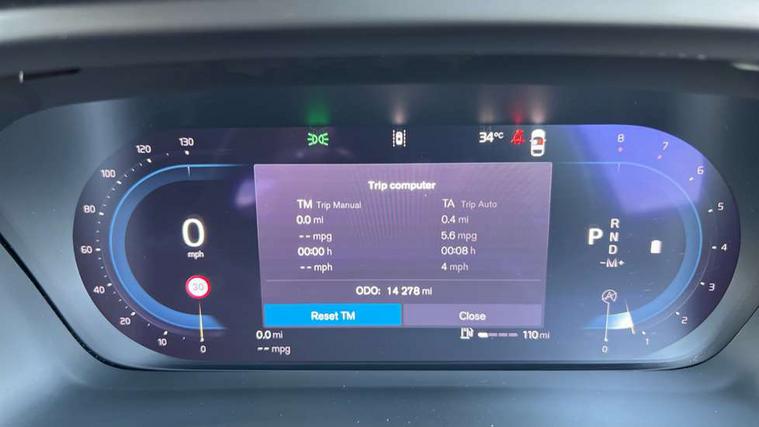 34°C
130
120
100
80
60
40
20
10
0
0
mph
30
Trip computer
TM Trip Manual
TA Trip Auto
0.0 mi
0.4 mi
-- mpg
5.6 mpg
00:00 h
00:08 h
-- mph
4 mph
ODO: 14 278 mi
Reset TM
Close
0.0 mi
-- mpg
110 mi
P
R
N
D
-M+
8
7
6
5
4
3
2
1
0